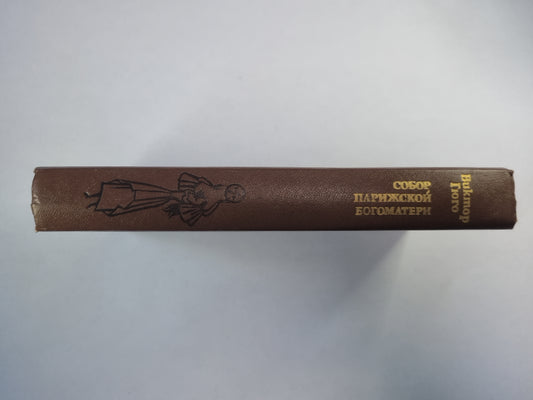 Виктор
Гюго
СОБОР
ПАРИЖСКОЙ
БОГОМАТЕРИ